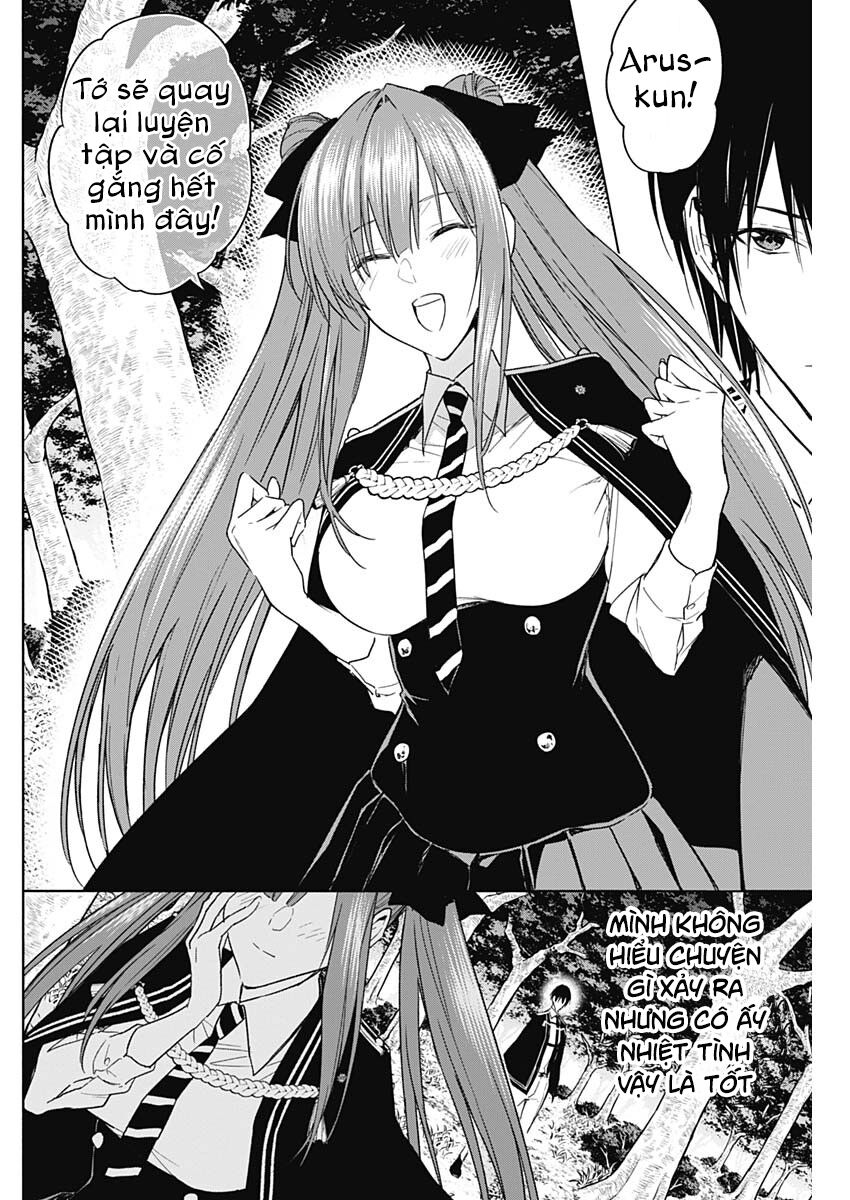 Arus-
kun!
Tớ sẽ quay
lại luyện
tập và cố
gắng hết
mình đây!
MÌNH KHÔNG
HIỂU CHUYỆN
GÌ XẢY RA
NHƯNG CÔ ẤY
NHIỆT TÌNH
VẬY LÀ TỐT